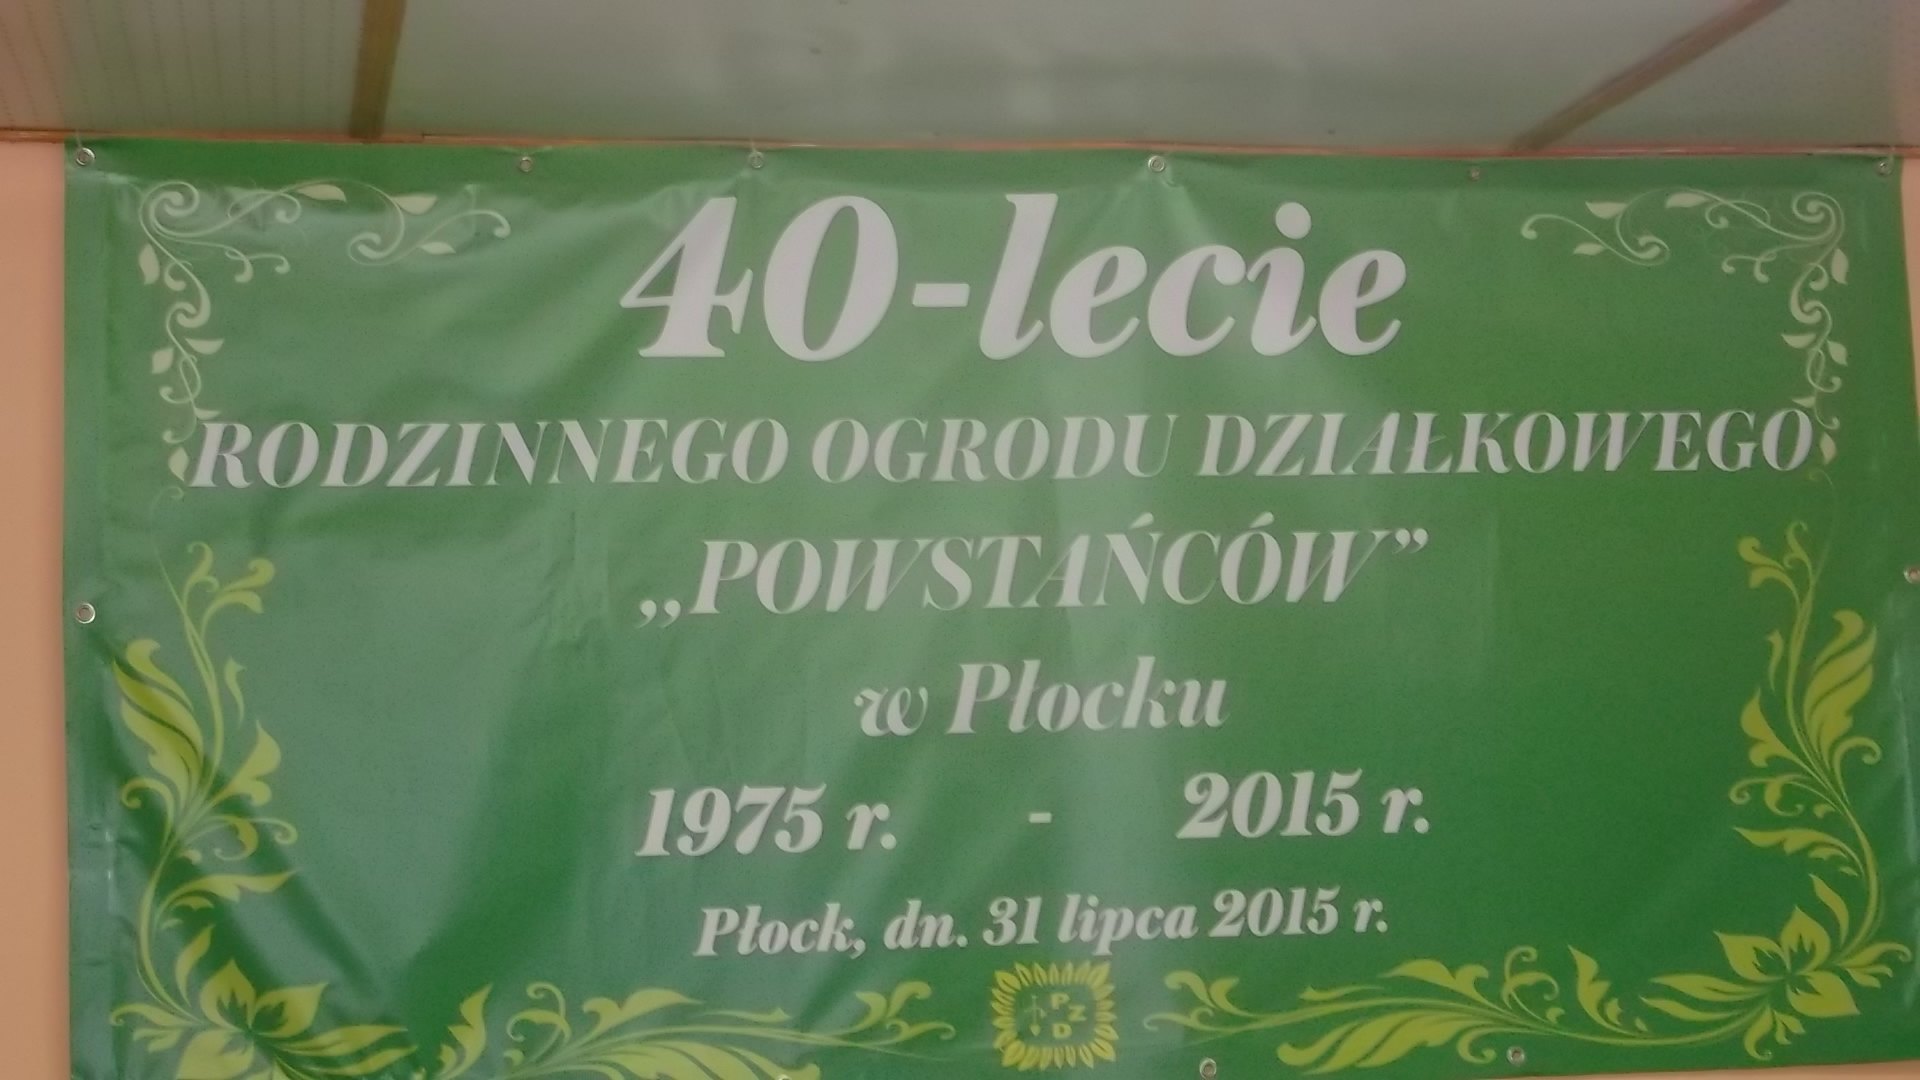 40-lecie
RODZINNEGO OGRODU DZIAŁKOWEGO
,,POWSTAŃCÓW”
w Płocku
1975 r. - 2015 r.
Płock, dn. 31 lipca 2015 r.
PZD